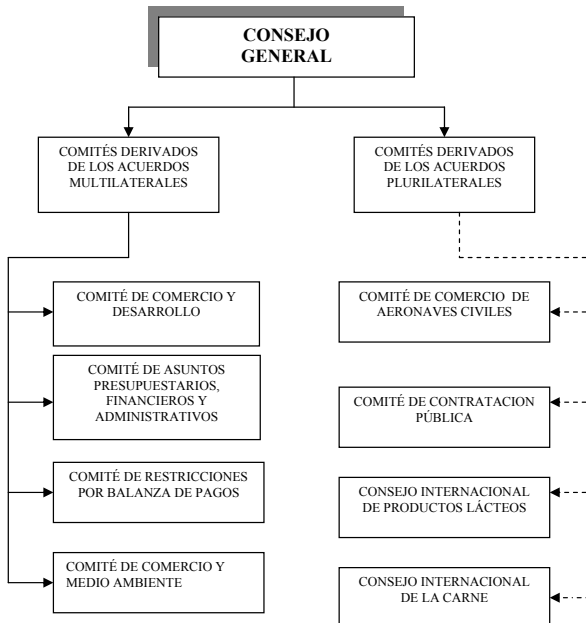 CONSEJO
GENERAL
COMITÉS DERIVADOS
DE LOS ACUERDOS
MULTILATERALES
COMITÉS DERIVADOS
DE LOS ACUERDOS
PLURILATERALES
COMITÉ DE COMERCIO Y
DESARROLLO
COMITÉ DE ASUNTOS
PRESUPUESTARIOS,
FINANCIEROS Y
ADMINISTRATIVOS
COMITÉ DE RESTRICCIONES
POR BALANZA DE PAGOS
COMITÉ DE COMERCIO Y
MEDIO AMBIENTE
COMITÉ DE COMERCIO DE
AERONAVES CIVILES
COMITÉ DE CONTRATACION
PÚBLICA
CONSEJO INTERNACIONAL
DE PRODUCTOS LÁCTEOS
CONSEJO INTERNACIONAL
DE LA CARNE